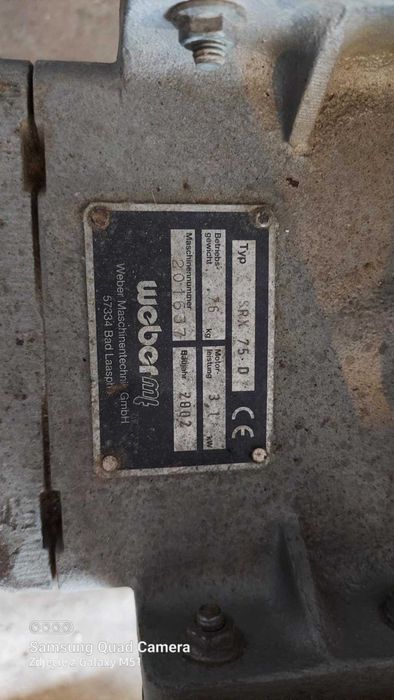 Typ SRX 75.D CE
Betriebs-
gewicht 76 kg
Motor-
leistung 3,1 kW
Maschinennummer 201637
Baujahr 2002
weber mt
Weber Maschinentechnik GmbH
57334 Bad Laasphe
Samsung Quad Camera
Zdjęcie z Galaxy M51